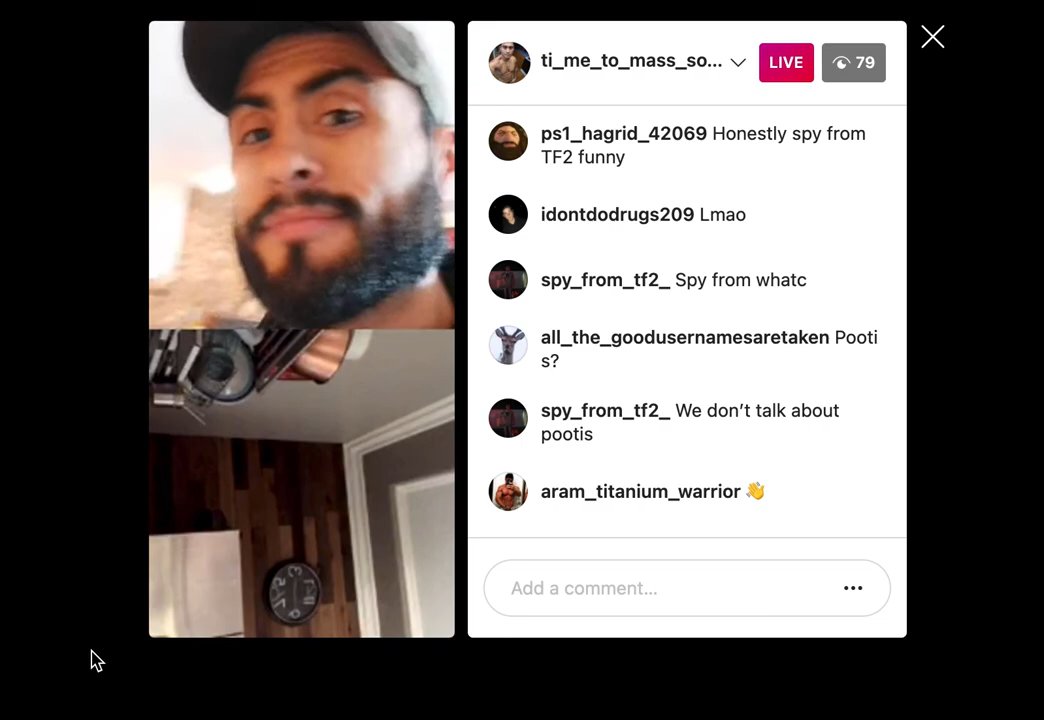 ti_me_to_mass_so...
LIVE
79
ps1_hagrid_42069 Honestly spy from
TF2 funny
idontdodrugs209 Lmao
spy_from_tf2_ Spy from whatc
all_the_goodusernamesaretaken Pooti
s?
spy_from_tf2_ We don’t talk about
pootis
aram_titanium_warrior 👋
Add a comment...